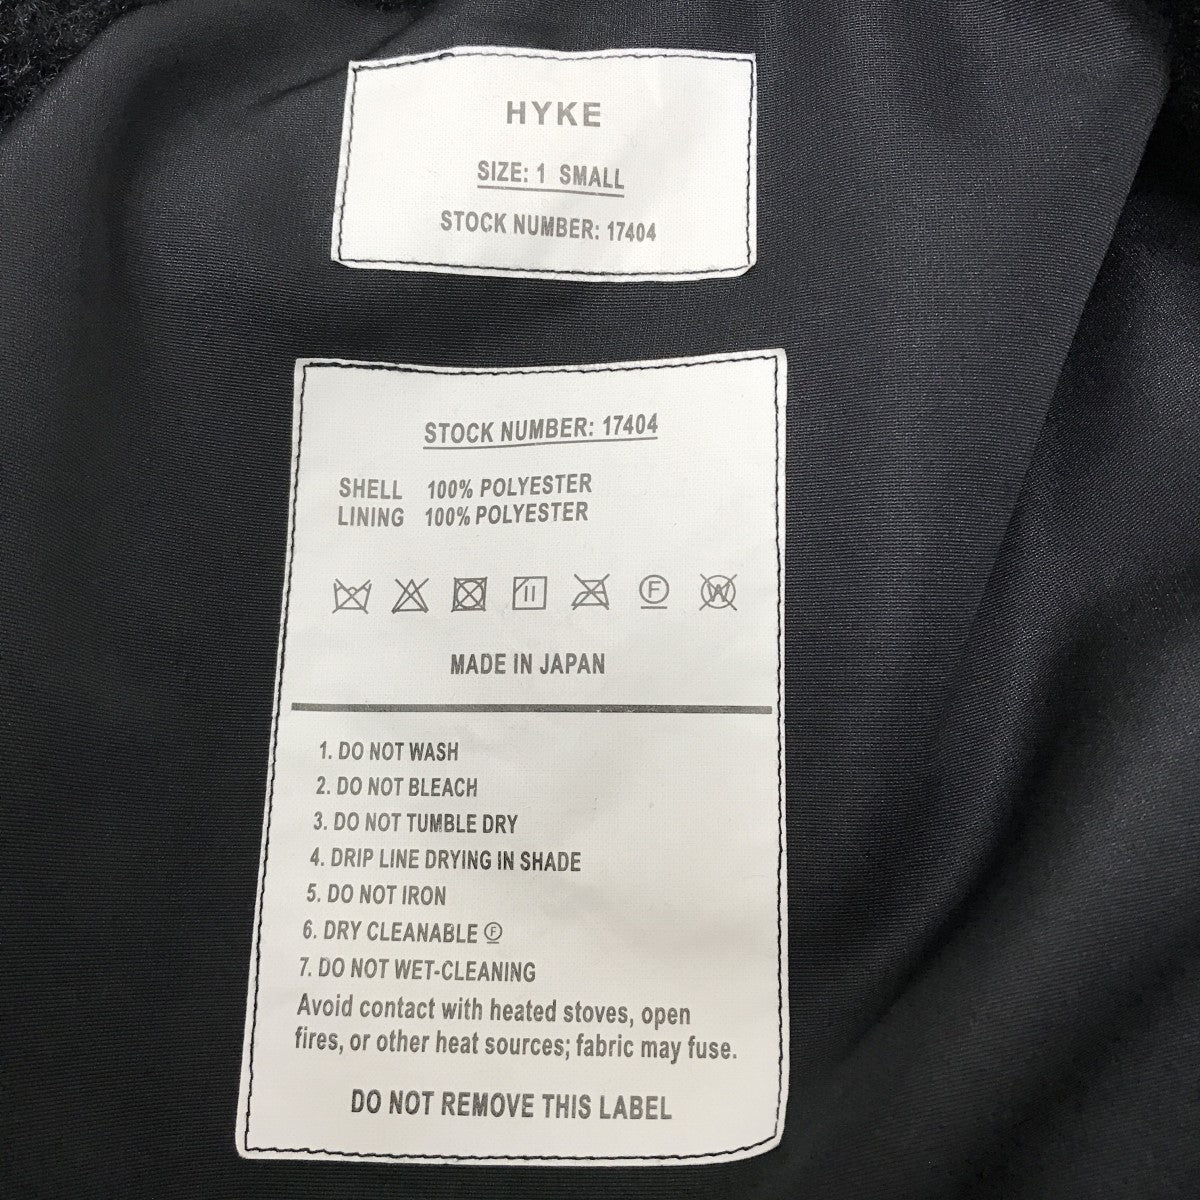 HYKE
SIZE: 1 SMALL
STOCK NUMBER: 17404
STOCK NUMBER: 17404
SHELL 100% POLYESTER
LINING 100% POLYESTER
F W
MADE IN JAPAN
1. DO NOT WASH
2. DO NOT BLEACH
3. DO NOT TUMBLE DRY
4. DRIP LINE DRYING IN SHADE
5. DO NOT IRON
6. DRY CLEANABLE Ⓕ
7. DO NOT WET-CLEANING
Avoid contact with heated stoves, open
fires, or other heat sources; fabric may fuse.
DO NOT REMOVE THIS LABEL